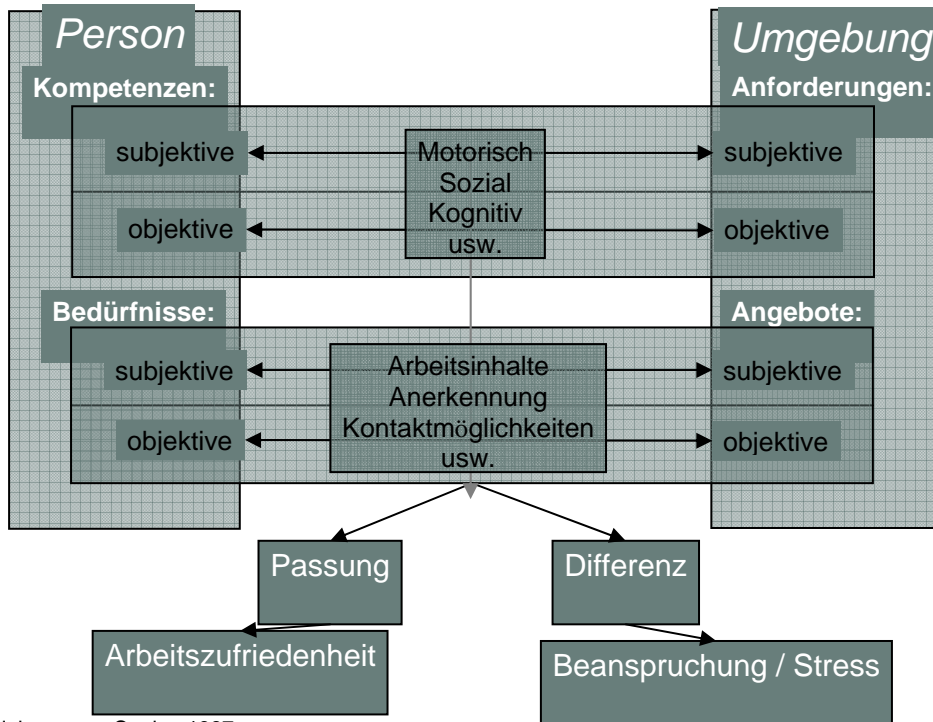 Person
Umgebung
Kompetenzen:
Anforderungen:
subjektive
Motorisch
Sozial
Kognitiv
usw.
subjektive
objektive
objektive
Bedürfnisse:
Angebote:
subjektive
Arbeitsinhalte
Anerkennung
Kontaktmöglichkeiten
usw.
subjektive
objektive
objektive
Passung
Differenz
Arbeitszufriedenheit
Beanspruchung / Stress